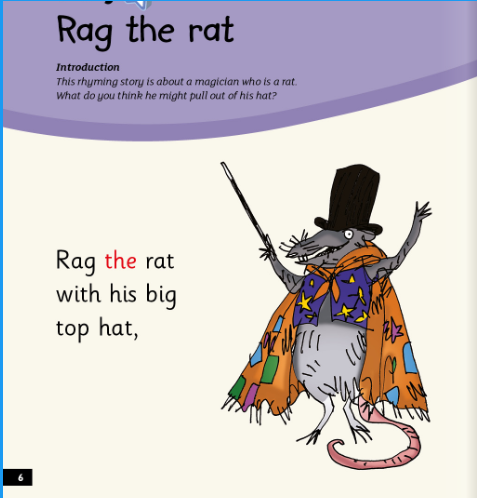 Rag the rat
Introduction
This rhyming story is about a magician who is a rat.
What do you think he might pull out of his hat?
Rag the rat
with his big
top hat,
6